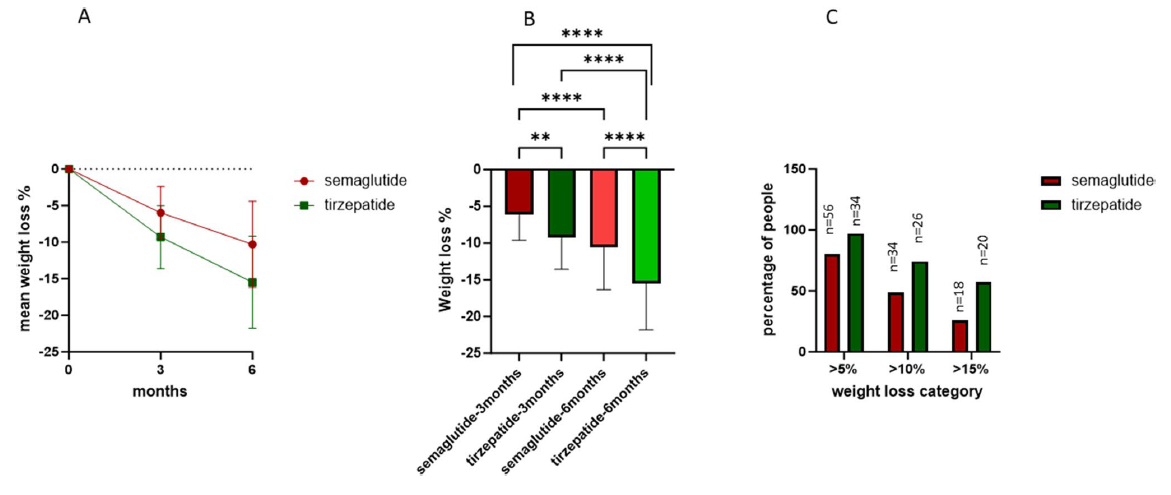 A
mean weight loss %
0
-5
-10
-15
-20
-25
0
3
6
months
semaglutide
tirzepatide
B
****
****
****
**
****
Weight loss %
0
-5
-10
-15
-20
-25
semaglutide-3months
tirzepatide-3months
semaglutide-6months
tirzepatide-6months
C
percentage of people
150
100
50
0
n=56
n=34
n=34
n=26
n=18
n=20
>5%
>10%
>15%
weight loss category
semaglutide
tirzepatide